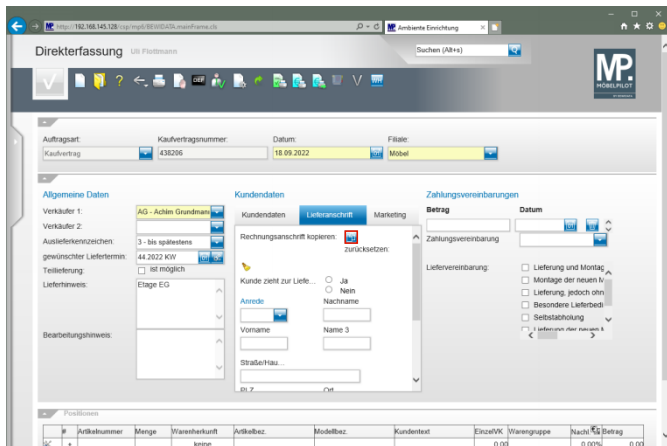 http://192.168.145.128/csp/mpll/BEWIDATA.mainFrame.cls
MP Ambiente Einrichtung
Direkterfassung Uli Flottmann
Suchen (Alt+s)
MP.
MÖBELPILOT
Auftragsart: Kaufvertragsnummer: Datum: Filiale:
Kaufvertrag 438206 18.09.2022 Möbel
Allgemeine Daten
Verkäufer 1: AG - Achim Grundmann
Verkäufer 2:
Auslieferkennzeichen: 3 - bis spätestens
gewünschter Liefertermin: 44.2022 KW
Teillieferung: ist möglich
Lieferhinweis: Etage EG
Bearbeitungshinweis:
Kundendaten
Kundendaten Lieferanschrift Marketing
Rechnungsanschrift kopieren:
zurücksetzen:
Kunde zieht zur Liefe... Ja
Nein
Anrede Nachname
Vorname Name 3
Straße/Hau...
PLZ Ort
Zahlungsvereinbarungen
Betrag Datum
Zahlungsvereinbarung
Liefervereinbarung: Lieferung und Montag
Montage der neuen M
Lieferung, jedoch ohn
Besondere Lieferbedi
Selbstabholung
Lieferung der neuen M
Positionen
# Artikelnummer Menge Warenherkunft Artikelbez. Modellbez. Kundentext EinzelVK Warengruppe Nachl Betrag
keine 0,00 0,00% 0,00